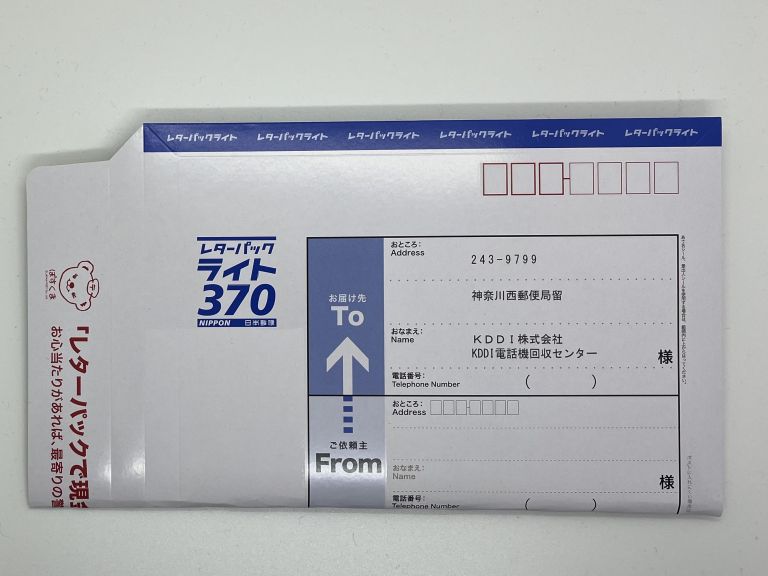 レターパックライト レターパックライト レターパックライト レターパックライト レターパックライト レターパックライト
レターパック
ライト
370
NIPPON 日本郵便
お届け先
To
おところ:
Address
243-9799
神奈川西郵便局留
おなまえ:
Name
KDDI株式会社
KDDI電話機回収センター
様
電話番号:
Telephone Number
( )
ご依頼主
From
おところ:
Address
おなまえ:
Name
様
電話番号:
Telephone Number
( )
ぽすくま
「レターパックで現
お心当たりがあれば、最寄りの警